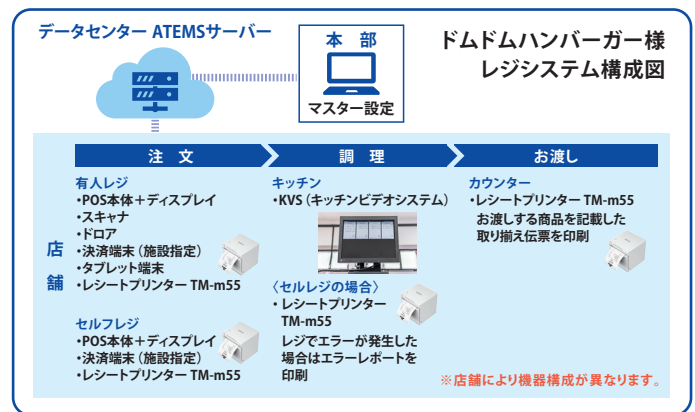 データセンター ATEMSサーバー
本 部
マスター設定
ドムドムハンバーガー様
レジシステム構成図
店舗
注 文
有人レジ
・POS本体+ディスプレイ
・スキャナ
・ドロア
・決済端末(施設指定)
・タブレット端末
・レシートプリンター TM-m55
セルフレジ
・POS本体+ディスプレイ
・決済端末(施設指定)
・レシートプリンター TM-m55
調 理
キッチン
・KVS(キッチンビデオシステム)
〈セルレジの場合〉
・レシートプリンター
TM-m55
レジでエラーが発生した
場合はエラーレポートを
印刷
お渡し
カウンター
・レシートプリンター TM-m55
お渡しする商品を記載した
取り揃え伝票を印刷
※店舗により機器構成が異なります。